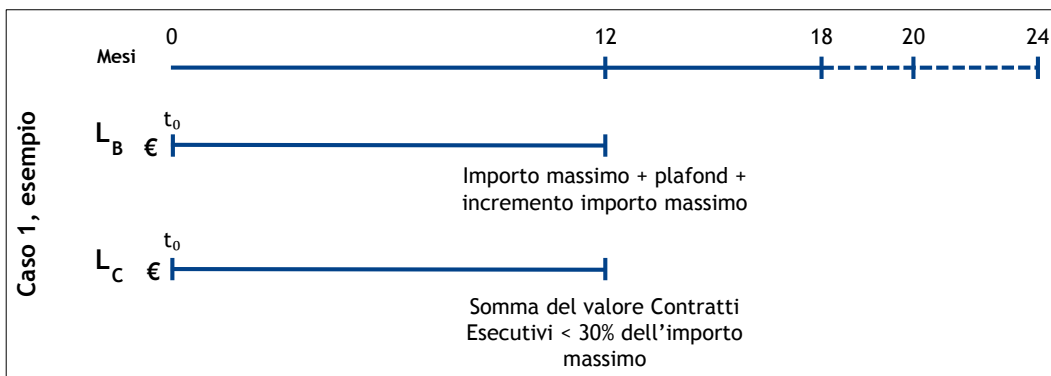 0 12 18 20 24
Mesi
Caso 1, esempio
t₀
L_B €
Importo massimo + plafond +
incremento importo massimo
t₀
L_C €
Somma del valore Contratti
Esecutivi < 30% dell'importo
massimo